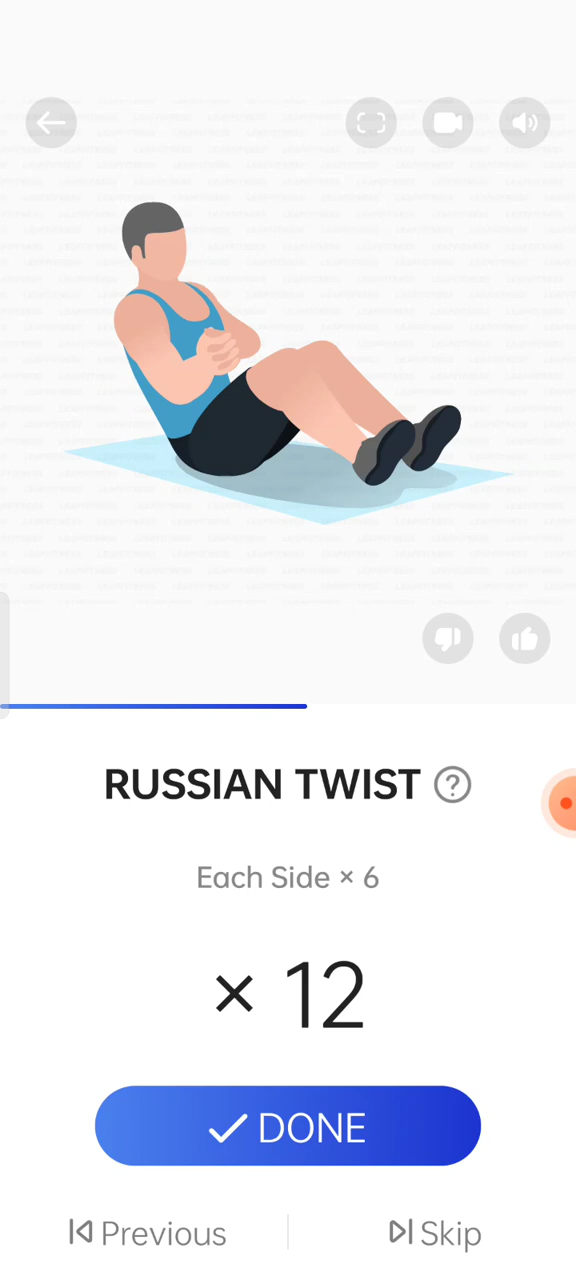 RUSSIAN TWIST
Each Side × 6
× 12
DONE
Previous
Skip